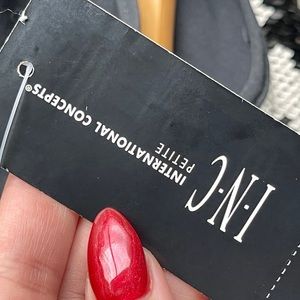 I·N·C
INTERNATIONAL CONCEPTS®
PETITE